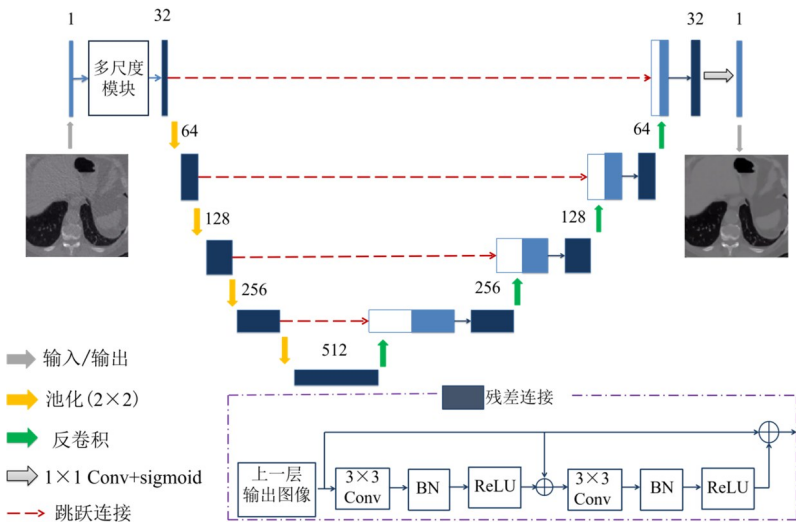 1
32
32
1
多尺度
模块
64
64
128
128
256
256
512
输入/输出
池化(2×2)
反卷积
1×1 Conv+sigmoid
跳跃连接
残差连接
上一层
输出图像
3×3
Conv
BN
ReLU
3×3
Conv
BN
ReLU